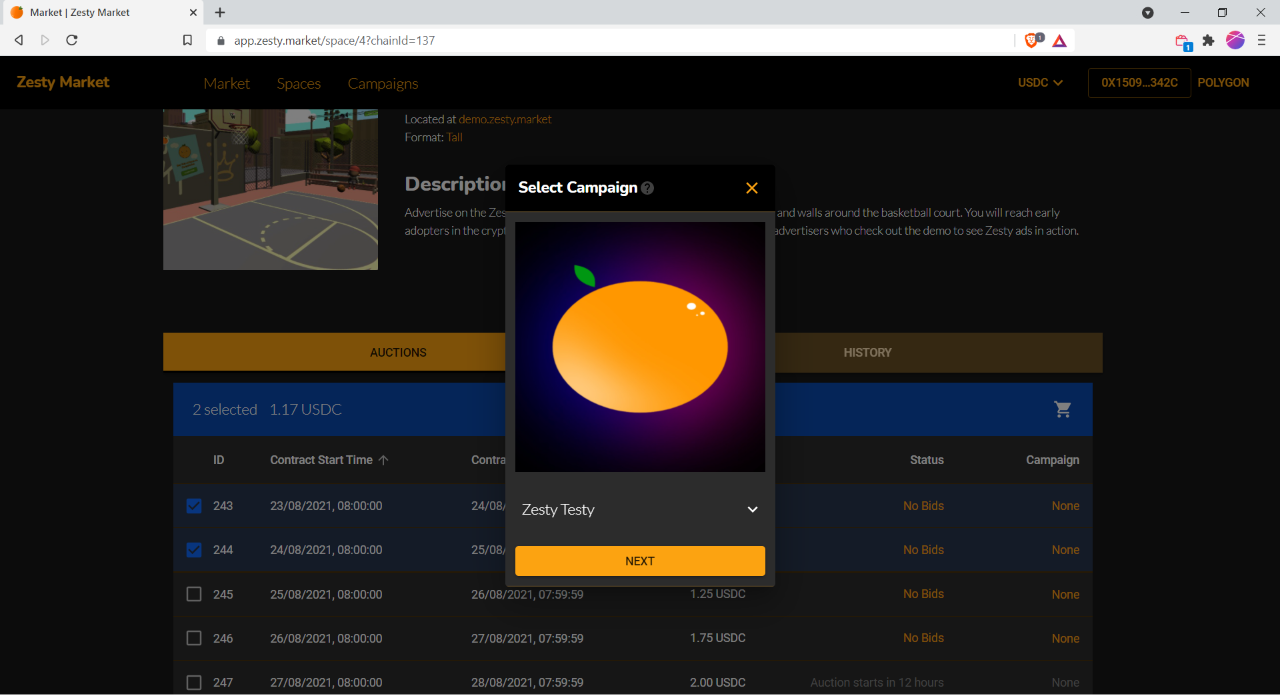 Market | Zesty Market
app.zesty.market/space/4?chainId=137
1
1
Zesty Market
Market
Spaces
Campaigns
USDC
0X1509...342C
POLYGON
Located at demo.zesty.market
Format: Tall
Description
Select Campaign ?
Advertise on the Zes and walls around the basketball court. You will reach early
adopters in the crypt advertisers who check out the demo to see Zesty ads in action.
AUCTIONS
HISTORY
2 selected 1.17 USDC
ID Contract Start Time Contra Status Campaign
243 23/08/2021, 08:00:00 24/08 No Bids None
Zesty Testy
244 24/08/2021, 08:00:00 25/08 No Bids None
NEXT
245 25/08/2021, 08:00:00 26/08/2021, 07:59:59 1.25 USDC No Bids None
246 26/08/2021, 08:00:00 27/08/2021, 07:59:59 1.75 USDC No Bids None
247 27/08/2021, 08:00:00 28/08/2021, 07:59:59 2.00 USDC Auction starts in 12 hours None